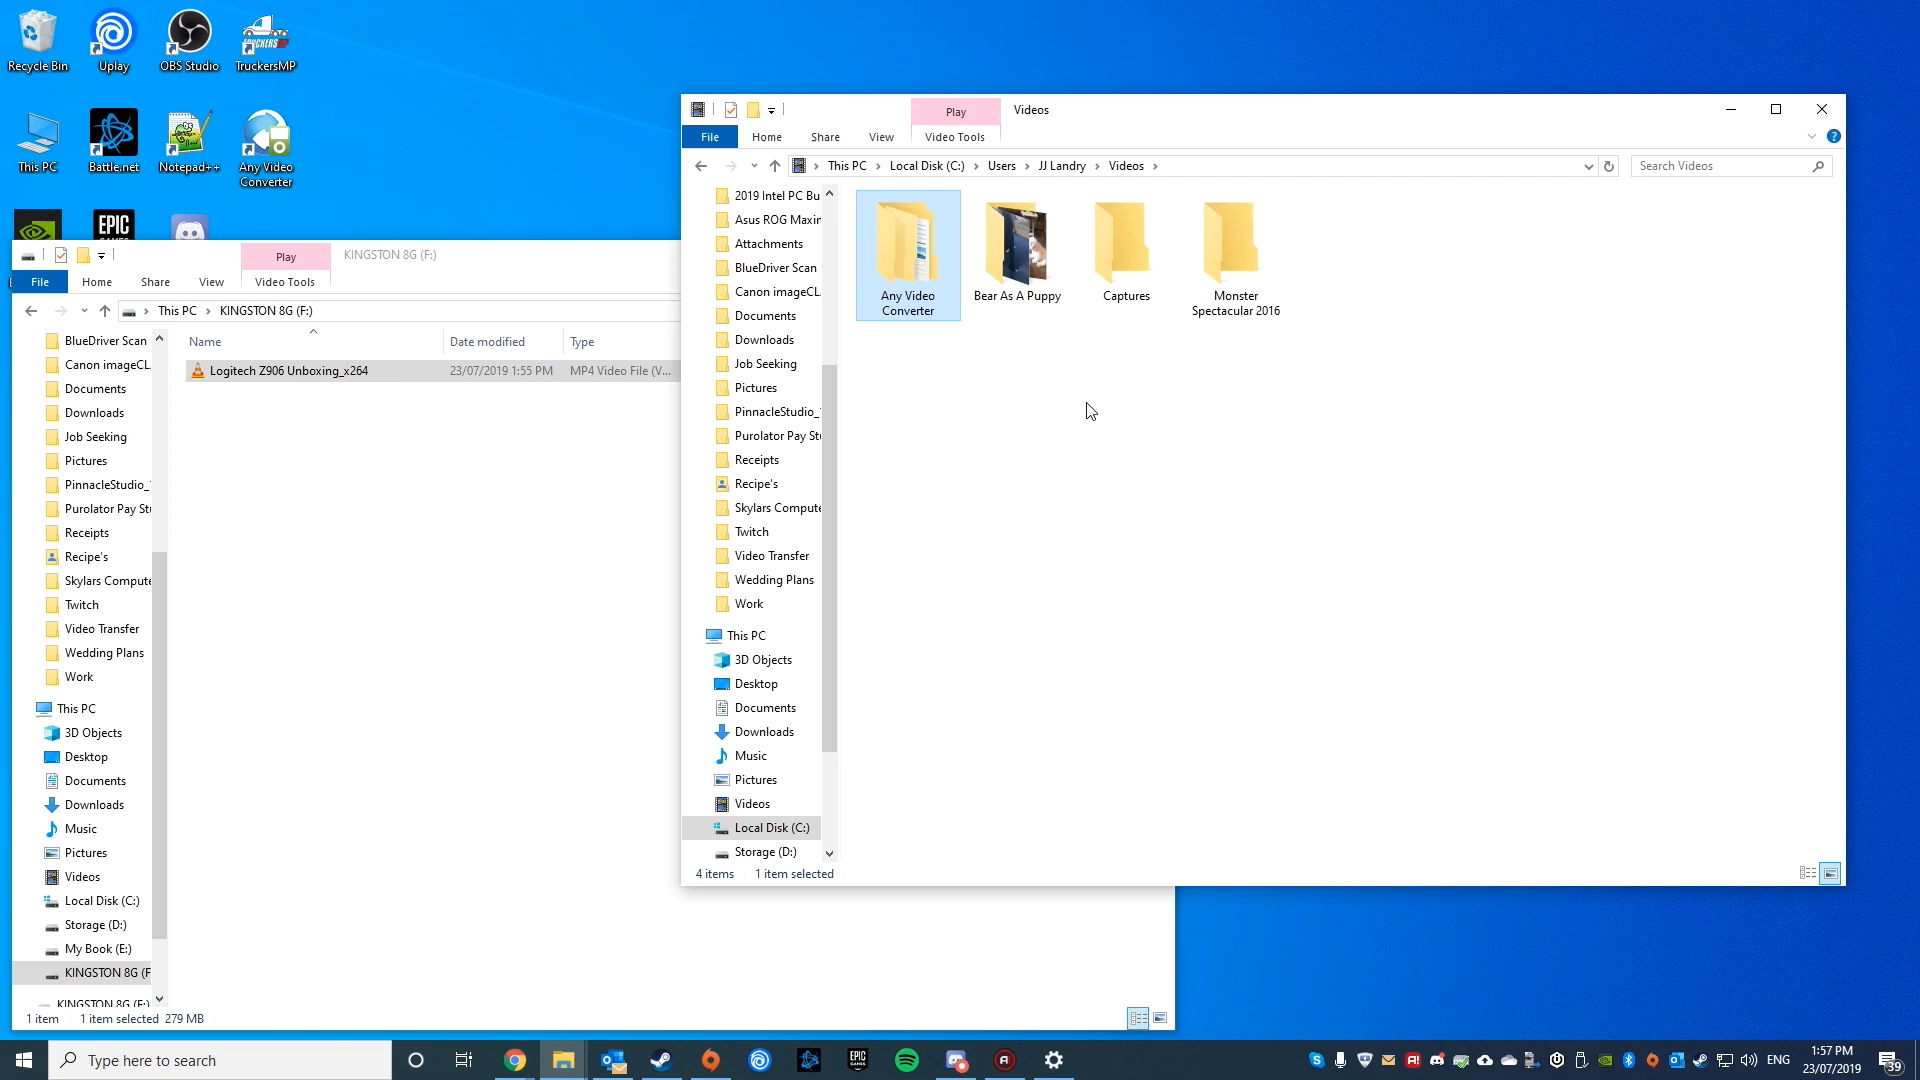 Recycle Bin
Uplay
OBS Studio
TruckersMP
This PC
Battle.net
Notepad++
Any Video
Converter
EPIC
Play
KINGSTON 8G (F:)
File
Home
Share
View
Video Tools
This PC
KINGSTON 8G (F:)
BlueDriver Scan
Canon imageCL.
Documents
Downloads
Job Seeking
Pictures
PinnacleStudio_
Purolator Pay Stu
Receipts
Recipe's
Skylars Compute
Twitch
Video Transfer
Wedding Plans
Work
This PC
3D Objects
Desktop
Documents
Downloads
Music
Pictures
Videos
Local Disk (C:)
Storage (D:)
My Book (E:)
KINGSTON 8G (F
KINGSTON 8G (F:)
Name
Date modified
Type
Logitech Z906 Unboxing_x264
23/07/2019 1:55 PM
MP4 Video File (V...
1 item
1 item selected 279 MB
Play
Videos
File
Home
Share
View
Video Tools
This PC
Local Disk (C:)
Users
JJ Landry
Videos
Search Videos
2019 Intel PC Bu
Asus ROG Maxin
Attachments
BlueDriver Scan
Canon imageCL.
Documents
Downloads
Job Seeking
Pictures
PinnacleStudio_
Purolator Pay Stu
Receipts
Recipe's
Skylars Compute
Twitch
Video Transfer
Wedding Plans
Work
This PC
3D Objects
Desktop
Documents
Downloads
Music
Pictures
Videos
Local Disk (C:)
Storage (D:)
Any Video
Converter
Bear As A Puppy
Captures
Monster
Spectacular 2016
4 items
1 item selected
Type here to search
EPIC
GAMES
ENG
1:57 PM
23/07/2019
39